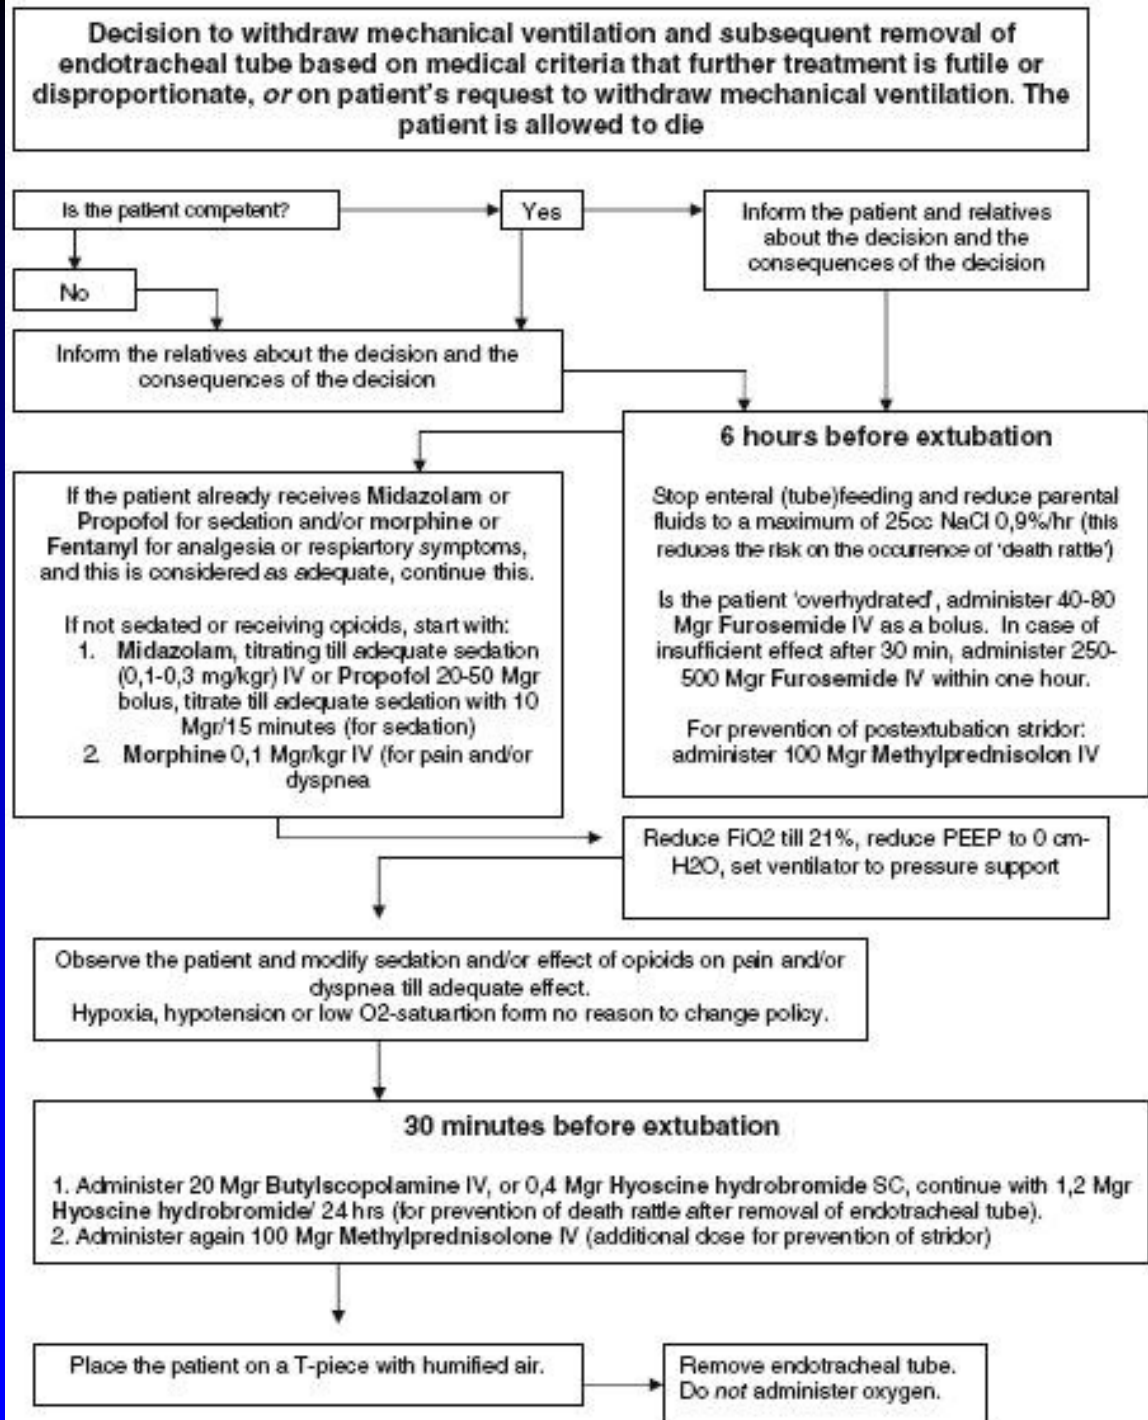 Decision to withdraw mechanical ventilation and subsequent removal of
endotracheal tube based on medical criteria that further treatment is futile or
disproportionate, or on patient's request to withdraw mechanical ventilation. The
patient is allowed to die
Is the patient competent?
Yes
Inform the patient and relatives
about the decision and the
consequences of the decision
No
Inform the relatives about the decision and the
consequences of the decision
6 hours before extubation
Stop enteral (tube)feeding and reduce parental
fluids to a maximum of 25cc NaCl 0,9%/hr (this
reduces the risk on the occurrence of 'death rattle')
Is the patient 'overhydrated', administer 40-80
Mgr Furosemide IV as a bolus. In case of
insufficient effect after 30 min, administer 250-
500 Mgr Furosemide IV within one hour.
For prevention of postextubation stridor:
administer 100 Mgr Methylprednisolon IV
If the patient already receives Midazolam or
Propofol for sedation and/or morphine or
Fentanyl for analgesia or respiartory symptoms,
and this is considered as adequate, continue this.
If not sedated or receiving opioids, start with:
1. Midazolam, titrating till adequate sedation
(0,1-0,3 mg/kgr) IV or Propofol 20-50 Mgr
bolus, titrate till adequate sedation with 10
Mgr/15 minutes (for sedation)
2. Morphine 0,1 Mgr/kgr IV (for pain and/or
dyspnea
Reduce FiO2 till 21%, reduce PEEP to 0 cm-
H2O, set ventilator to pressure support
Observe the patient and modify sedation and/or effect of opioids on pain and/or
dyspnea till adequate effect.
Hypoxia, hypotension or low O2-satuartion form no reason to change policy.
30 minutes before extubation
1. Administer 20 Mgr Butylscopolamine IV, or 0,4 Mgr Hyoscine hydrobromide SC, continue with 1,2 Mgr
Hyoscine hydrobromide/ 24 hrs (for prevention of death rattle after removal of endotracheal tube).
2. Administer again 100 Mgr Methylprednisolone IV (additional dose for prevention of stridor)
Place the patient on a T-piece with humified air.
Remove endotracheal tube.
Do not administer oxygen.